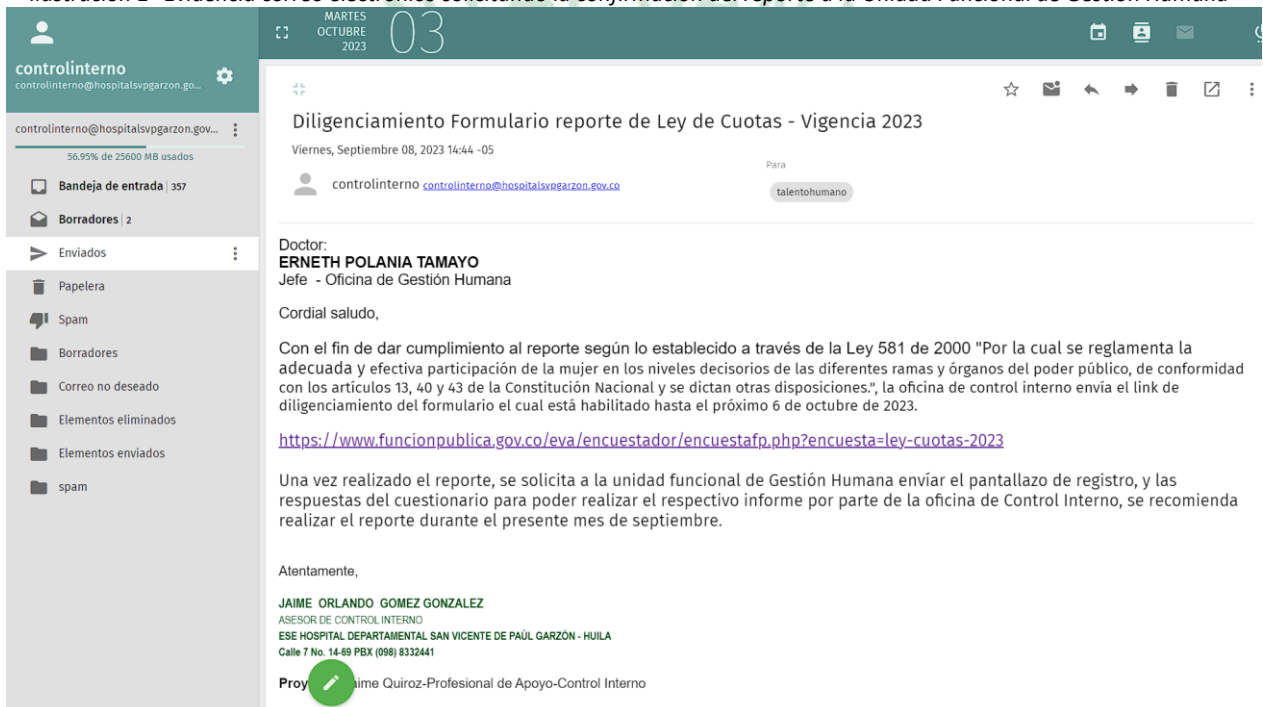 MARTES
OCTUBRE
2023
03
controlinterno
controlinterno@hospitalsvpgarzon.go...
controlinterno@hospitalsvpgarzon.gov...
56.95% de 25600 MB usados
Bandeja de entrada | 357
Borradores | 2
Enviados
Papelera
Spam
Borradores
Correo no deseado
Elementos eliminados
Elementos enviados
spam
Diligenciamiento Formulario reporte de Ley de Cuotas - Vigencia 2023
Viernes, Septiembre 08, 2023 14:44 -05
controlinterno controlinterno@hospitalsvpgarzon.gov.co
Para
talentohumano
Doctor:
ERNETH POLANIA TAMAYO
Jefe - Oficina de Gestión Humana
Cordial saludo,
Con el fin de dar cumplimiento al reporte según lo establecido a través de la Ley 581 de 2000 "Por la cual se reglamenta la
adecuada y efectiva participación de la mujer en los niveles decisorios de las diferentes ramas y órganos del poder público, de conformidad
con los artículos 13, 40 y 43 de la Constitución Nacional y se dictan otras disposiciones.", la oficina de control interno envía el link de
diligenciamiento del formulario el cual está habilitado hasta el próximo 6 de octubre de 2023.
https://www.funcionpublica.gov.co/eva/encuestador/encuestafp.php?encuesta=ley-cuotas-2023
Una vez realizado el reporte, se solicita a la unidad funcional de Gestión Humana envíar el pantallazo de registro, y las
respuestas del cuestionario para poder realizar el respectivo informe por parte de la oficina de Control Interno, se recomienda
realizar el reporte durante el presente mes de septiembre.
Atentamente,
JAIME ORLANDO GOMEZ GONZALEZ
ASESOR DE CONTROL INTERNO
ESE HOSPITAL DEPARTAMENTAL SAN VICENTE DE PAÚL GARZÓN - HUILA
Calle 7 No. 14-69 PBX (098) 8332441
Proy aime Quiroz-Profesional de Apoyo-Control Interno